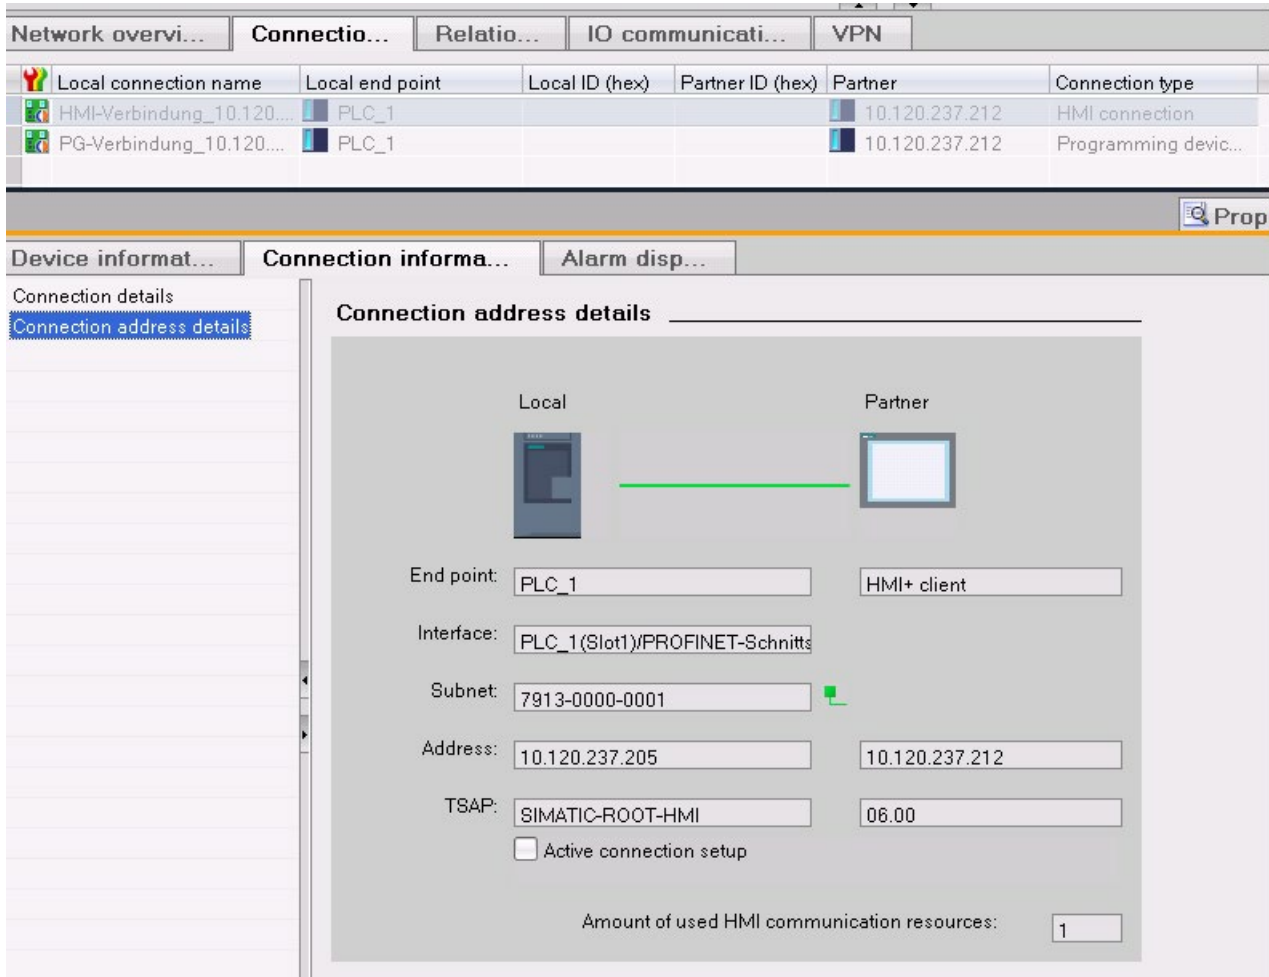 Network overvi... Connectio... Relatio... IO communicati... VPN
Local connection name Local end point Local ID (hex) Partner ID (hex) Partner Connection type
HMI-Verbindung_10.120.... PLC_1 10.120.237.212 HMI connection
PG-Verbindung_10.120.... PLC_1 10.120.237.212 Programming devic...
Prop
Device informat... Connection informa... Alarm disp...
Connection details
Connection address details
Connection address details
Local Partner
End point: PLC_1 HMI+ client
Interface: PLC_1(Slot1)/PROFINET-Schnitts
Subnet: 7913-0000-0001
Address: 10.120.237.205 10.120.237.212
TSAP: SIMATIC-ROOT-HMI 06.00
Active connection setup
Amount of used HMI communication resources: 1